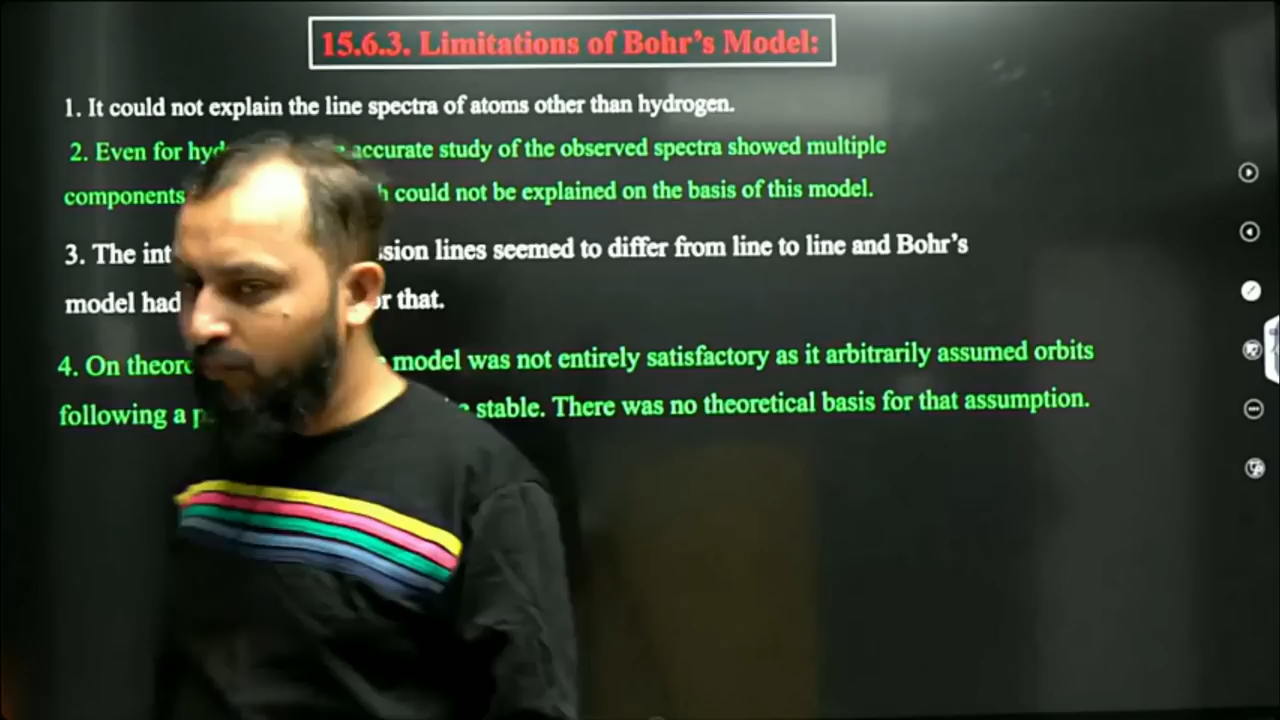 15.6.3. Limitations of Bohr's Model:
1. It could not explain the line spectra of atoms other than hydrogen.
2. Even for accurate study of the observed spectra showed multiple
components could not be explained on the basis of this model.
3. The lines seemed to differ from line to line and Bohr's
model had that.
4. On model was not entirely satisfactory as it arbitrarily assumed orbits
following a stable. There was no theoretical basis for that assumption.